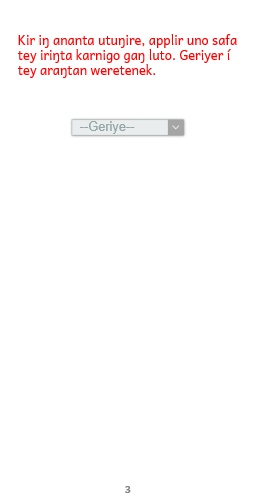 Kir iŋ ananta utuŋire, applir uno safa
tey iriŋta karnigo gaŋ luto. Geriyer í
tey araŋtan weretenek.
--Geriye--
3